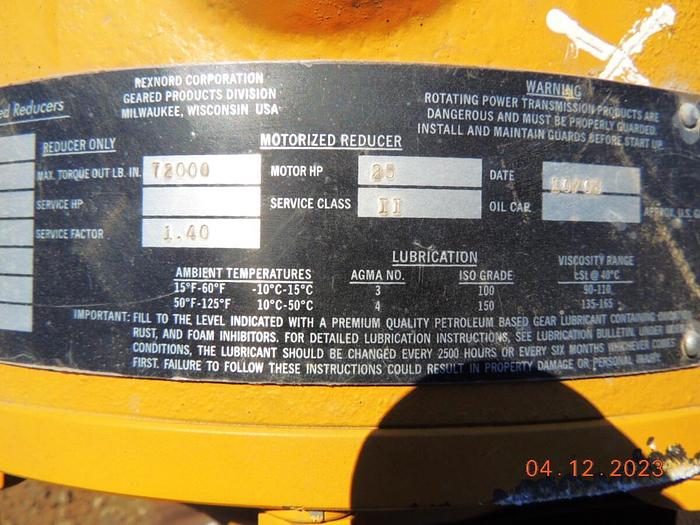 ed Reducers
REXNORD CORPORATION
GEARED PRODUCTS DIVISION
MILWAUKEE, WISCONSIN USA
WARNING
ROTATING POWER TRANSMISSION PRODUCTS ARE
DANGEROUS AND MUST BE PROPERLY GUARDED.
INSTALL AND MAINTAIN GUARDS BEFORE START UP.
REDUCER ONLY
MOTORIZED REDUCER
MAX. TORQUE OUT LB. IN. 72000 MOTOR HP 25 DATE
SERVICE HP SERVICE CLASS II OIL CAP. APPROX. U.S.
SERVICE FACTOR 1.40
LUBRICATION
AMBIENT TEMPERATURES AGMA NO. ISO GRADE VISCOSITY RANGE
cSt @ 40°C
15°F-60°F -10°C-15°C 3 100 90-110
50°F-125°F 10°C-50°C 4 150 135-165
IMPORTANT: FILL TO THE LEVEL INDICATED WITH A PREMIUM QUALITY PETROLEUM BASED GEAR LUBRICANT CONTAINING
RUST, AND FOAM INHIBITORS. FOR DETAILED LUBRICATION INSTRUCTIONS, SEE LUBRICATION BULLETIN. UNDER
CONDITIONS, THE LUBRICANT SHOULD BE CHANGED EVERY 2500 HOURS OR EVERY SIX MONTHS WHICHEVER COMES
FIRST. FAILURE TO FOLLOW THESE INSTRUCTIONS COULD RESULT IN PROPERTY DAMAGE OR PERSONAL INJURY.
04.12.2023